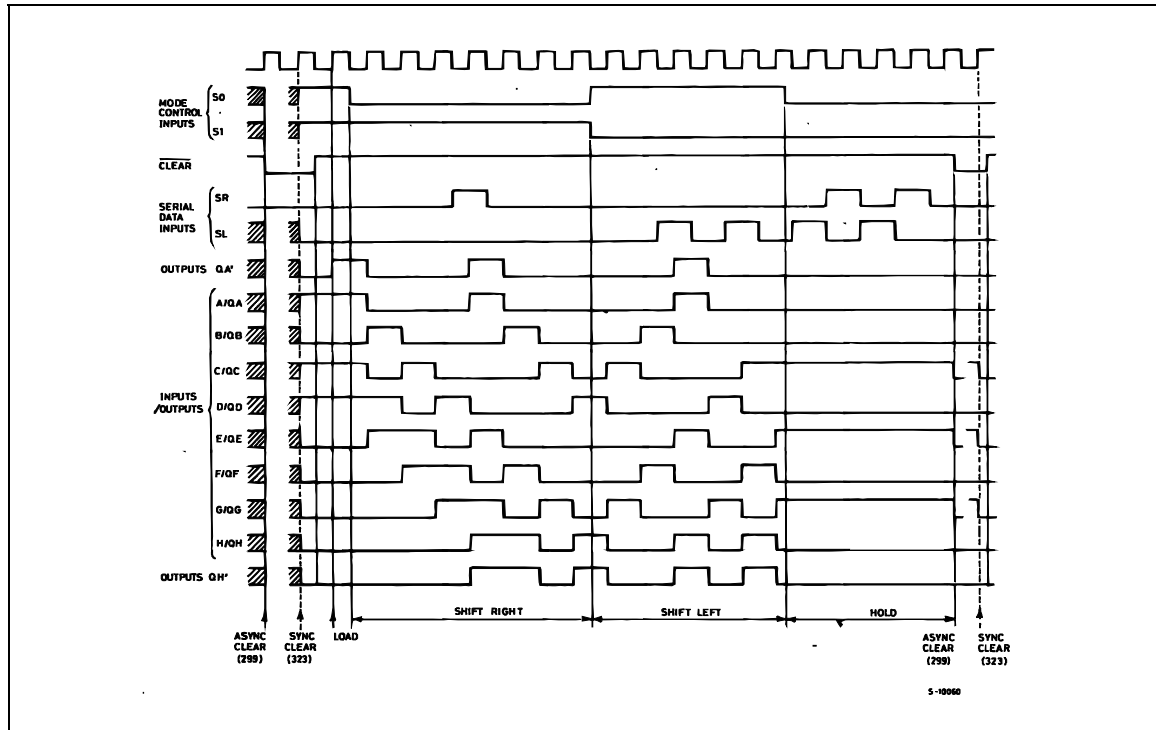 MODE
CONTROL
INPUTS
S0
S1
CLEAR
SERIAL
DATA
INPUTS
SR
SL
OUTPUTS QA'
INPUTS
/OUTPUTS
A/QA
B/QB
C/QC
D/QD
E/QE
F/QF
G/QG
H/QH
OUTPUTS QH'
SHIFT RIGHT
SHIFT LEFT
HOLD
ASYNC
CLEAR
(299)
SYNC
CLEAR
(323)
LOAD
ASYNC
CLEAR
(299)
SYNC
CLEAR
(323)
S-10060